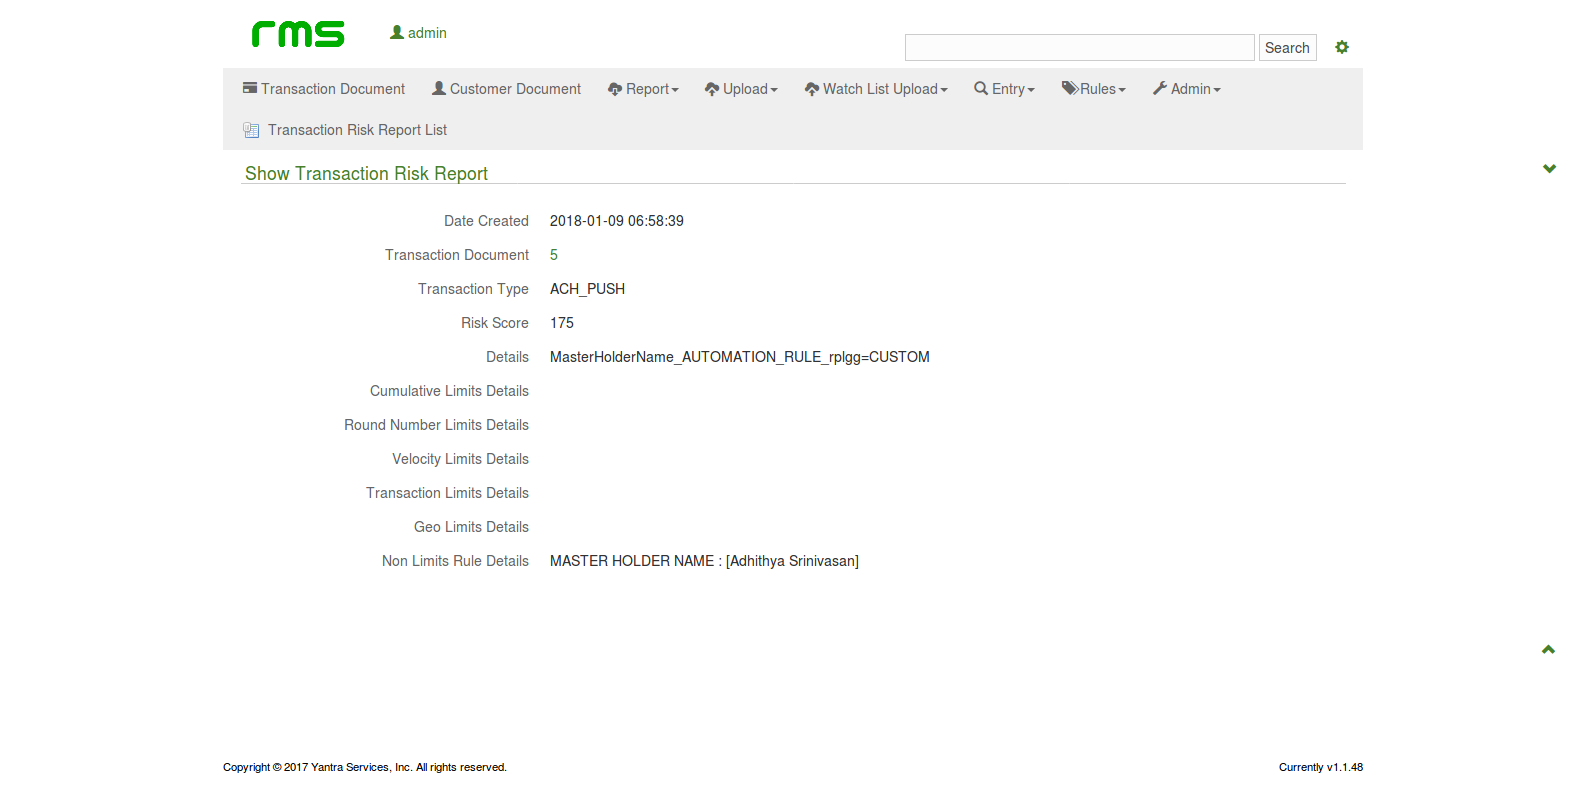 rms
admin
Search
Transaction Document Customer Document Report Upload Watch List Upload Entry Rules Admin
Transaction Risk Report List
Show Transaction Risk Report
Date Created 2018-01-09 06:58:39
Transaction Document 5
Transaction Type ACH_PUSH
Risk Score 175
Details MasterHolderName_AUTOMATION_RULE_rplgg=CUSTOM
Cumulative Limits Details
Round Number Limits Details
Velocity Limits Details
Transaction Limits Details
Geo Limits Details
Non Limits Rule Details MASTER HOLDER NAME : [Adhithya Srinivasan]
Copyright © 2017 Yantra Services, Inc. All rights reserved. Currently v1.1.48